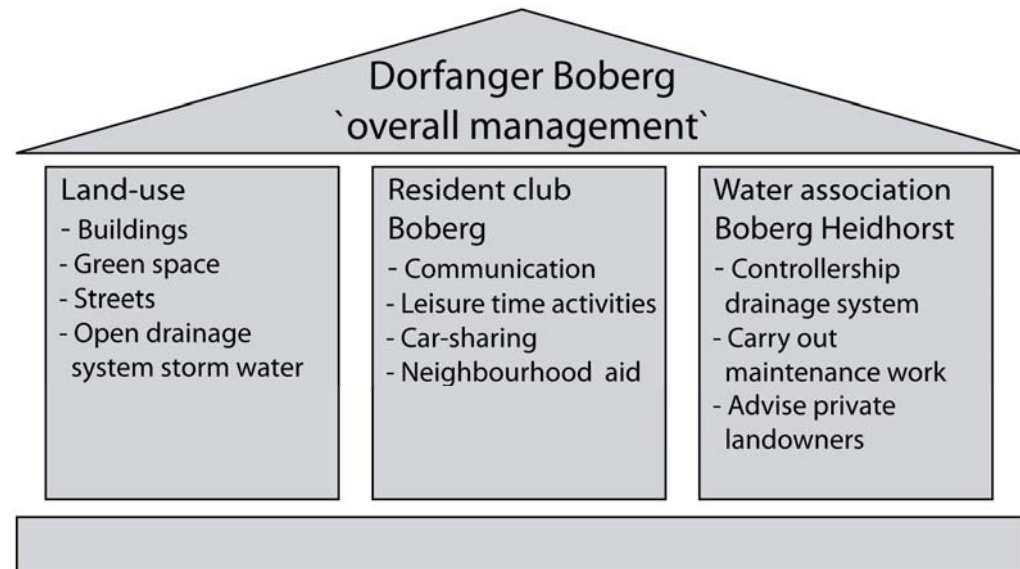 Dorfanger Boberg
`overall management`
Land-use
- Buildings
- Green space
- Streets
- Open drainage
system storm water
Resident club
Boberg
- Communication
- Leisure time activities
- Car-sharing
- Neighbourhood aid
Water association
Boberg Heidhorst
- Controllership
drainage system
- Carry out
maintenance work
- Advise private
landowners